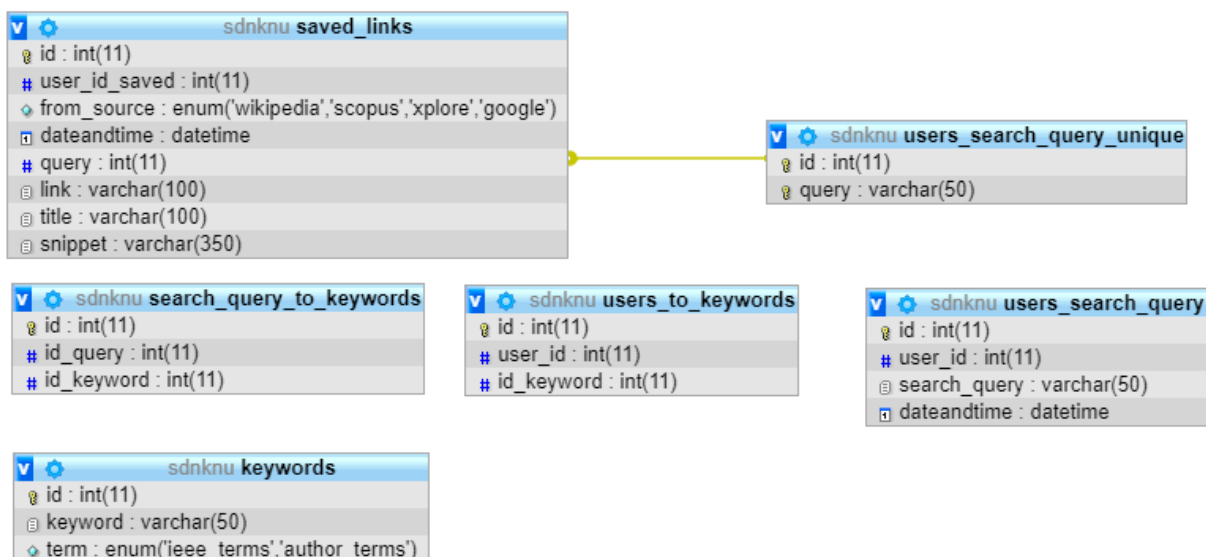 v sdnknu saved_links
id : int(11)
# user_id_saved : int(11)
from_source : enum('wikipedia','scopus','xplore','google')
dateandtime : datetime
# query : int(11)
link : varchar(100)
title : varchar(100)
snippet : varchar(350)
v sdnknu users_search_query_unique
id : int(11)
query : varchar(50)
v sdnknu search_query_to_keywords
id : int(11)
# id_query : int(11)
# id_keyword : int(11)
v sdnknu users_to_keywords
id : int(11)
# user_id : int(11)
# id_keyword : int(11)
v sdnknu users_search_query
id : int(11)
# user_id : int(11)
search_query : varchar(50)
dateandtime : datetime
v sdnknu keywords
id : int(11)
keyword : varchar(50)
term : enum('ieee_terms','author_terms')